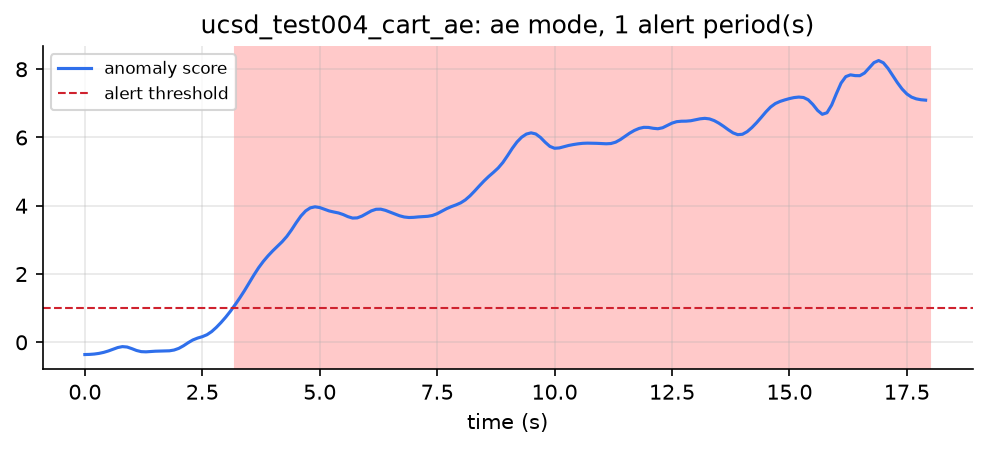 ucsd_test004_cart_ae: ae mode, 1 alert period(s)
anomaly score
alert threshold
8
6
4
2
0
0.0 2.5 5.0 7.5 10.0 12.5 15.0 17.5
time (s)